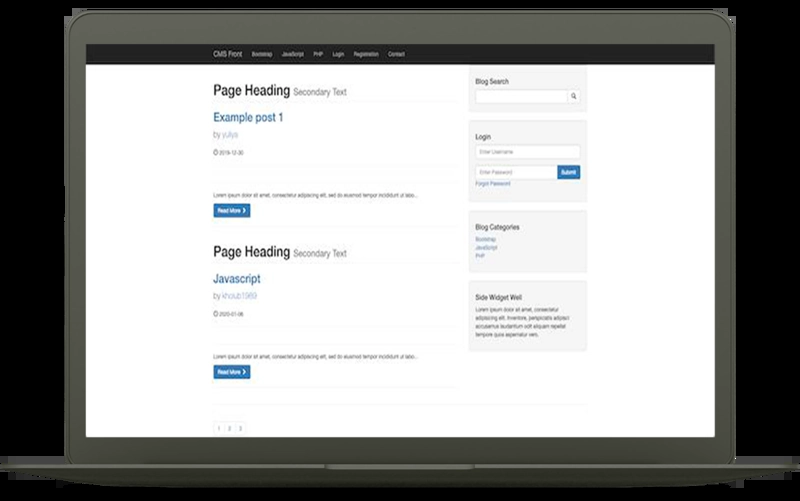 CMS Front Bootstrap JavaScript PHP Login Registration Contact
Page Heading Secondary Text
Example post 1
by yuliya
2019-12-30
Lorem ipsum dolor sit amet, consectetur adipiscing elit, sed do eiusmod tempor incididunt ut labo...
Read More
Page Heading Secondary Text
Javascript
by khoub1989
2020-01-06
Lorem ipsum dolor sit amet, consectetur adipiscing elit, sed do eiusmod tempor incididunt ut labo...
Read More
1 2 3
Blog Search
Login
Enter Username
Enter Password Submit
Forgot Password
Blog Categories
Bootstrap
JavaScript
PHP
Side Widget Well
Lorem ipsum dolor sit amet, consectetur
adipisicing elit. Inventore, perspiciatis adipisci
accusamus laudantium odit aliquam repellat
tempore quos aspernatur vero.